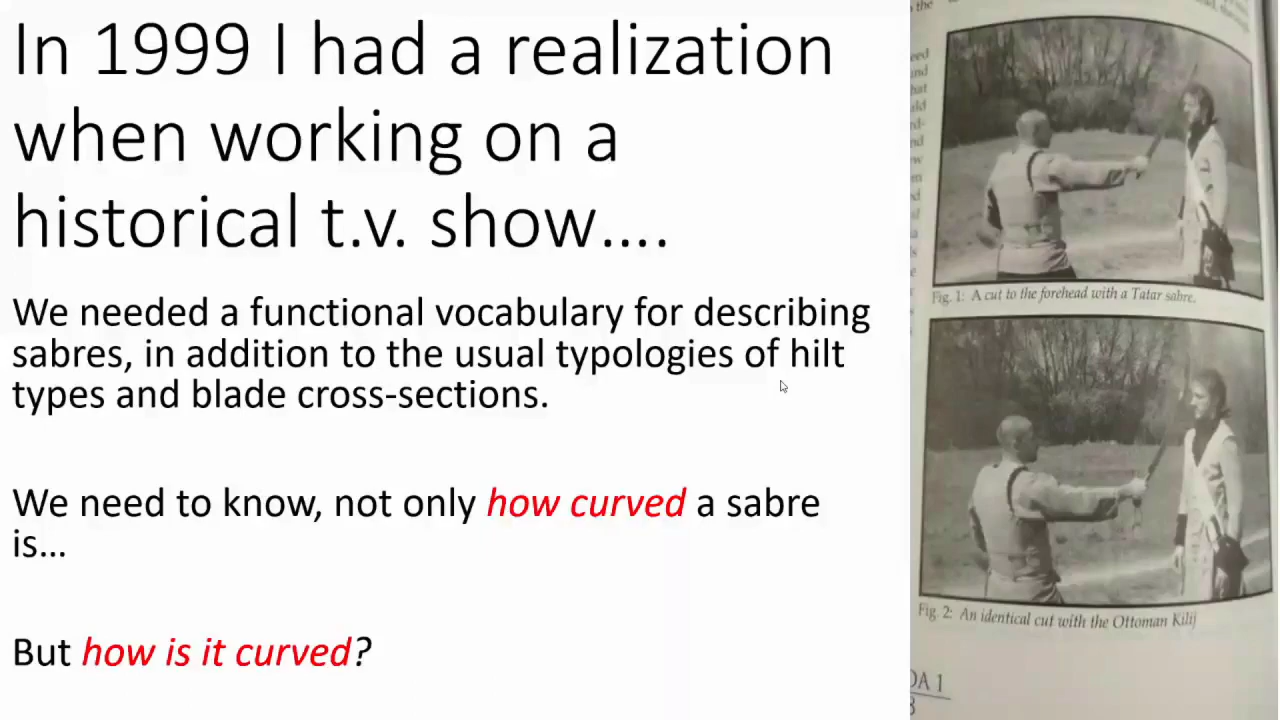 In 1999 I had a realization
when working on a
historical t.v. show….
We needed a functional vocabulary for describing
sabres, in addition to the usual typologies of hilt
types and blade cross-sections.
We need to know, not only how curved a sabre
is…
But how is it curved?
Fig. 1: A cut to the forehead with a Tatar sabre.
Fig. 2: An identical cut with the Ottoman Kilij